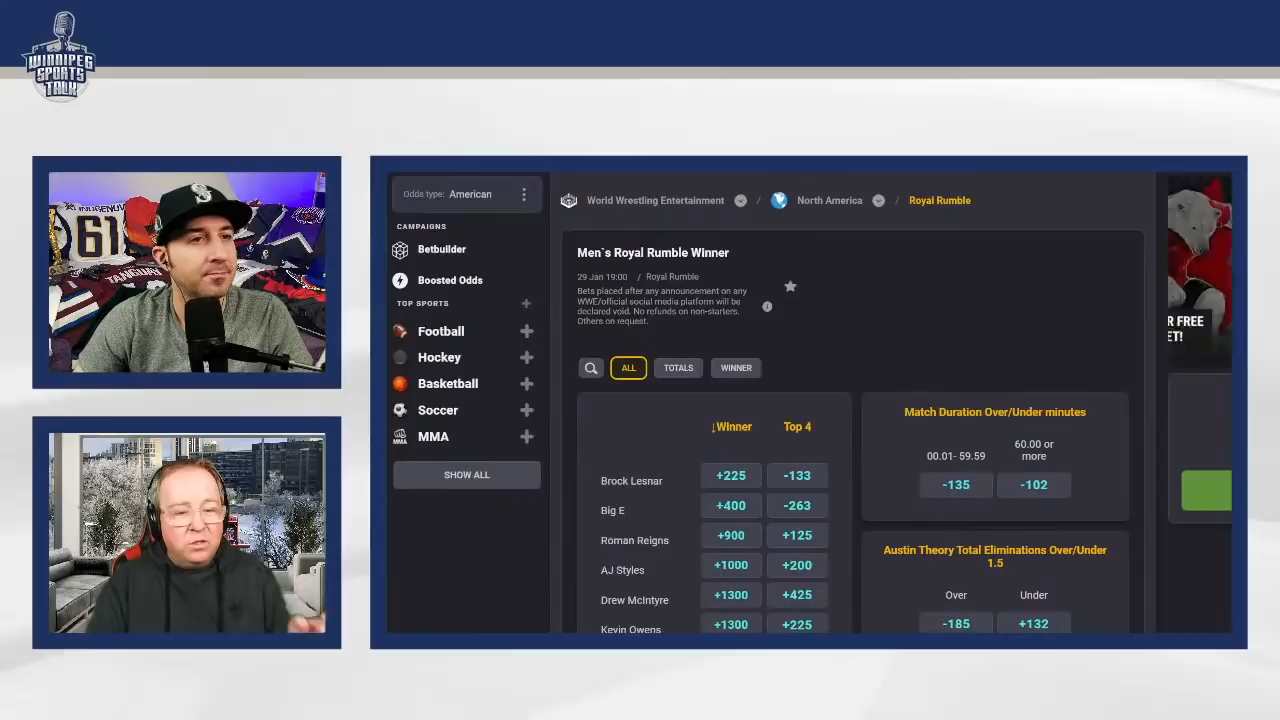 WINNIPEG
SPORTS
TALK
61
S
Odds type: American
CAMPAIGNS
Betbuilder
Boosted Odds
TOP SPORTS
Football
Hockey
Basketball
Soccer
MMA
MMA
SHOW ALL
World Wrestling Entertainment / North America / Royal Rumble
Men`s Royal Rumble Winner
29 Jan 19:00 / Royal Rumble
Bets placed after any announcement on any
WWE/official social media platform will be
declared void. No refunds on non-starters.
Others on request.
ALL TOTALS WINNER
↓Winner Top 4
Brock Lesnar +225 -133
Big E +400 -263
Roman Reigns +900 +125
AJ Styles +1000 +200
Drew McIntyre +1300 +425
Kevin Owens +1300 +225
Match Duration Over/Under minutes
00.01- 59.59
60.00 or
more
-135 -102
Austin Theory Total Eliminations Over/Under
1.5
Over Under
-185 +132
R FREE
ET!